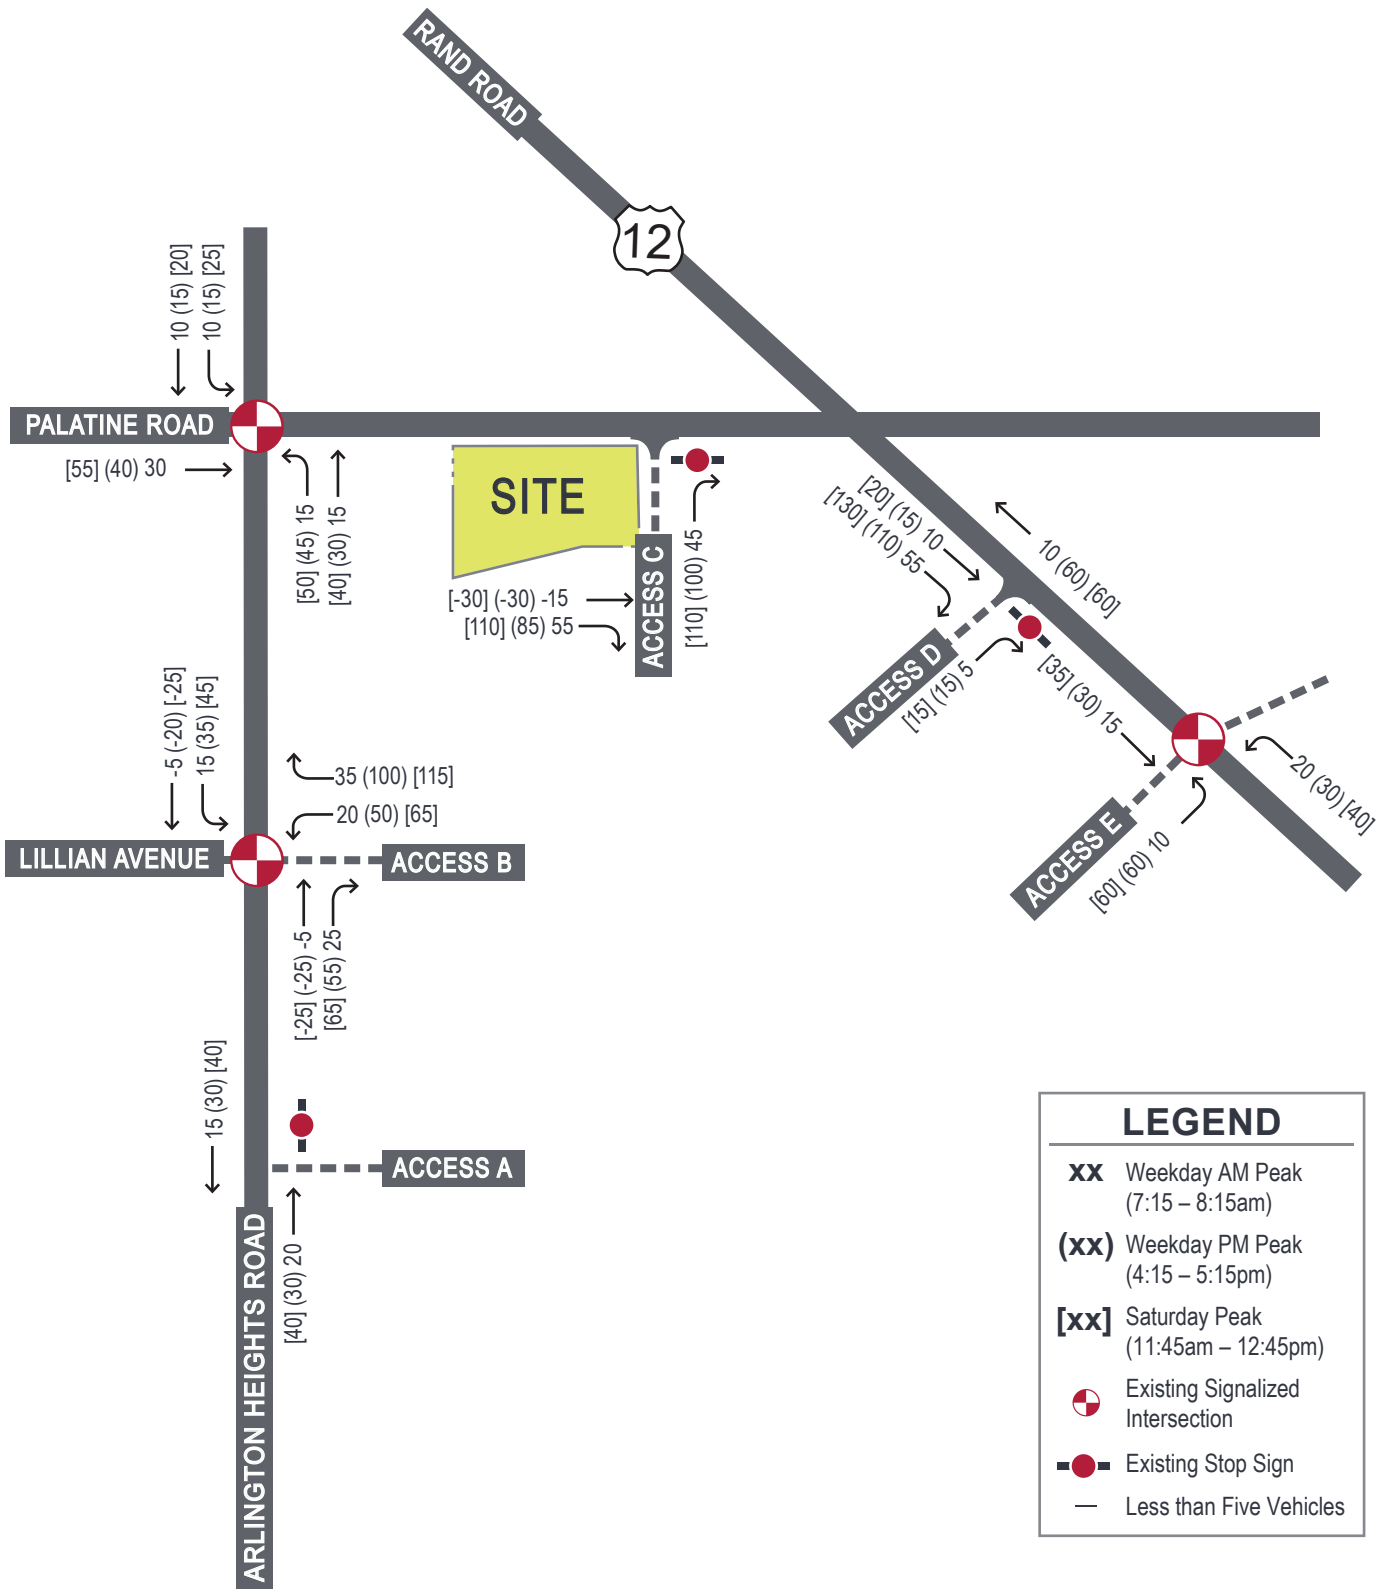 RAND ROAD
12
10 (15) [20]
10 (15) [25]
PALATINE ROAD
[55] (40) 30
[50] (45) 15
[40] (30) 15
SITE
ACCESS C
[110] (100) 45
[-30] (-30) -15
[110] (85) 55
[20] (15) 10
[130] (110) 55
10 (60) [60]
ACCESS D
[15] (15) 5
[35] (30) 15
20 (30) [40]
ACCESS E
[60] (60) 10
-5 (-20) [-25]
15 (35) [45]
35 (100) [115]
20 (50) [65]
LILLIAN AVENUE
ACCESS B
[-25] (-25) -5
[65] (55) 25
15 (30) [40]
ACCESS A
[40] (30) 20
ARLINGTON HEIGHTS ROAD
LEGEND
xx Weekday AM Peak
(7:15 – 8:15am)
(xx) Weekday PM Peak
(4:15 – 5:15pm)
[xx] Saturday Peak
(11:45am – 12:45pm)
Existing Signalized
Intersection
Existing Stop Sign
— Less than Five Vehicles